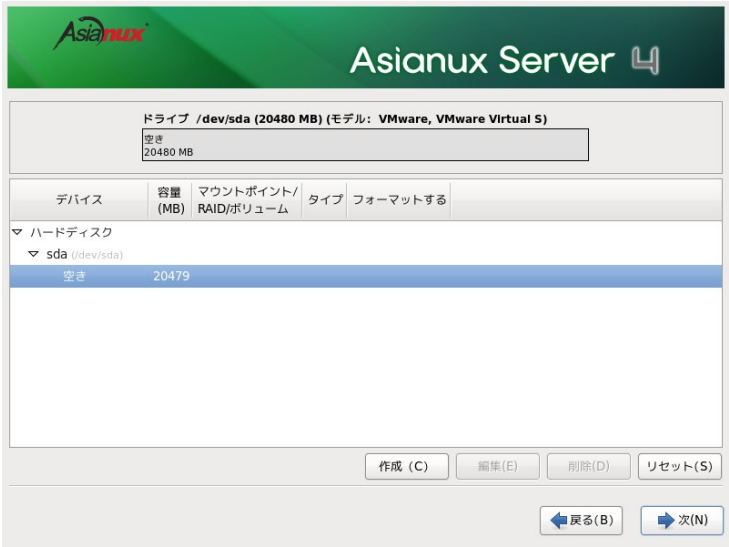 Asianux
Asianux Server 4
ドライブ /dev/sda (20480 MB) (モデル: VMware, VMware Virtual S)
空き
20480 MB
デバイス
容量
(MB)
マウントポイント/
RAID/ボリューム
タイプ
フォーマットする
ハードディスク
sda (/dev/sda)
空き 20479
作成 (C) 編集(E) 削除(D) リセット(S)
戻る(B) 次(N)